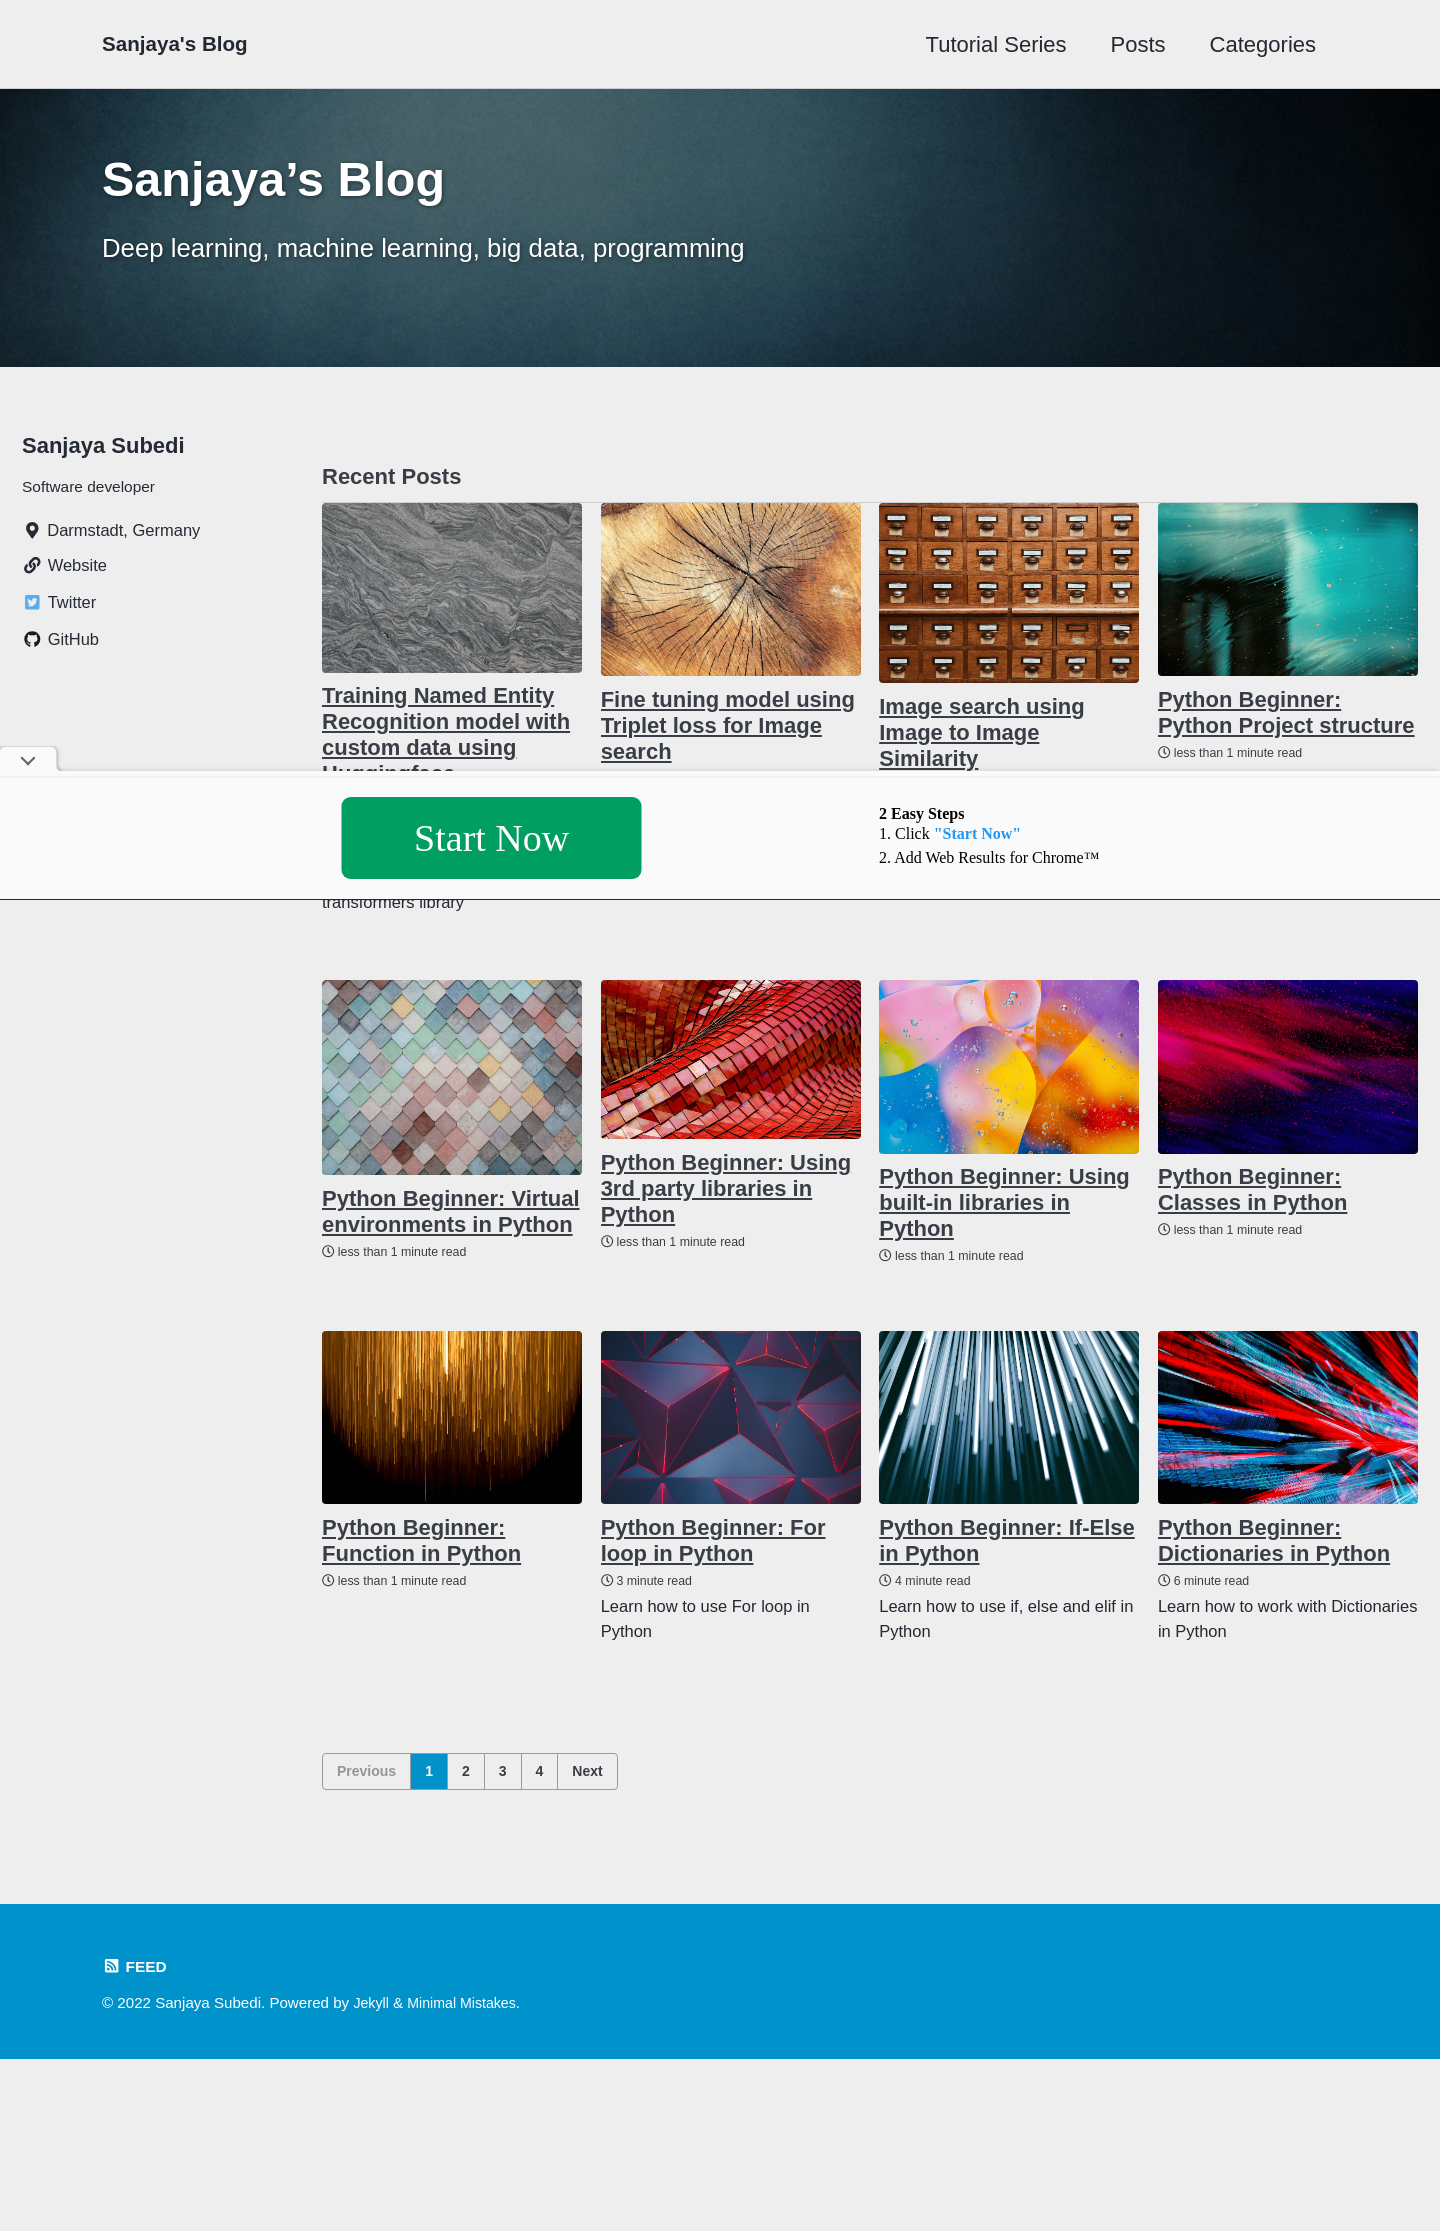 Sanjaya's Blog
Tutorial Series
Posts
Categories
Sanjaya’s Blog
Deep learning, machine learning, big data, programming
Sanjaya Subedi
Software developer
Darmstadt, Germany
Website
Twitter
GitHub
Recent Posts
Training Named Entity
Recognition model with
custom data using
Huggingface
Fine tuning model using
Triplet loss for Image
search
Image search using
Image to Image
Similarity
Python Beginner:
Python Project structure
less than 1 minute read
Start Now
2 Easy Steps
1. Click "Start Now"
2. Add Web Results for Chrome™
transformers library
Python Beginner: Virtual
environments in Python
less than 1 minute read
Python Beginner: Using
3rd party libraries in
Python
less than 1 minute read
Python Beginner: Using
built-in libraries in
Python
less than 1 minute read
Python Beginner:
Classes in Python
less than 1 minute read
Python Beginner:
Function in Python
less than 1 minute read
Python Beginner: For
loop in Python
3 minute read
Learn how to use For loop in
Python
Python Beginner: If-Else
in Python
4 minute read
Learn how to use if, else and elif in
Python
Python Beginner:
Dictionaries in Python
6 minute read
Learn how to work with Dictionaries
in Python
Previous
1
2
3
4
Next
FEED
© 2022 Sanjaya Subedi. Powered by Jekyll & Minimal Mistakes.